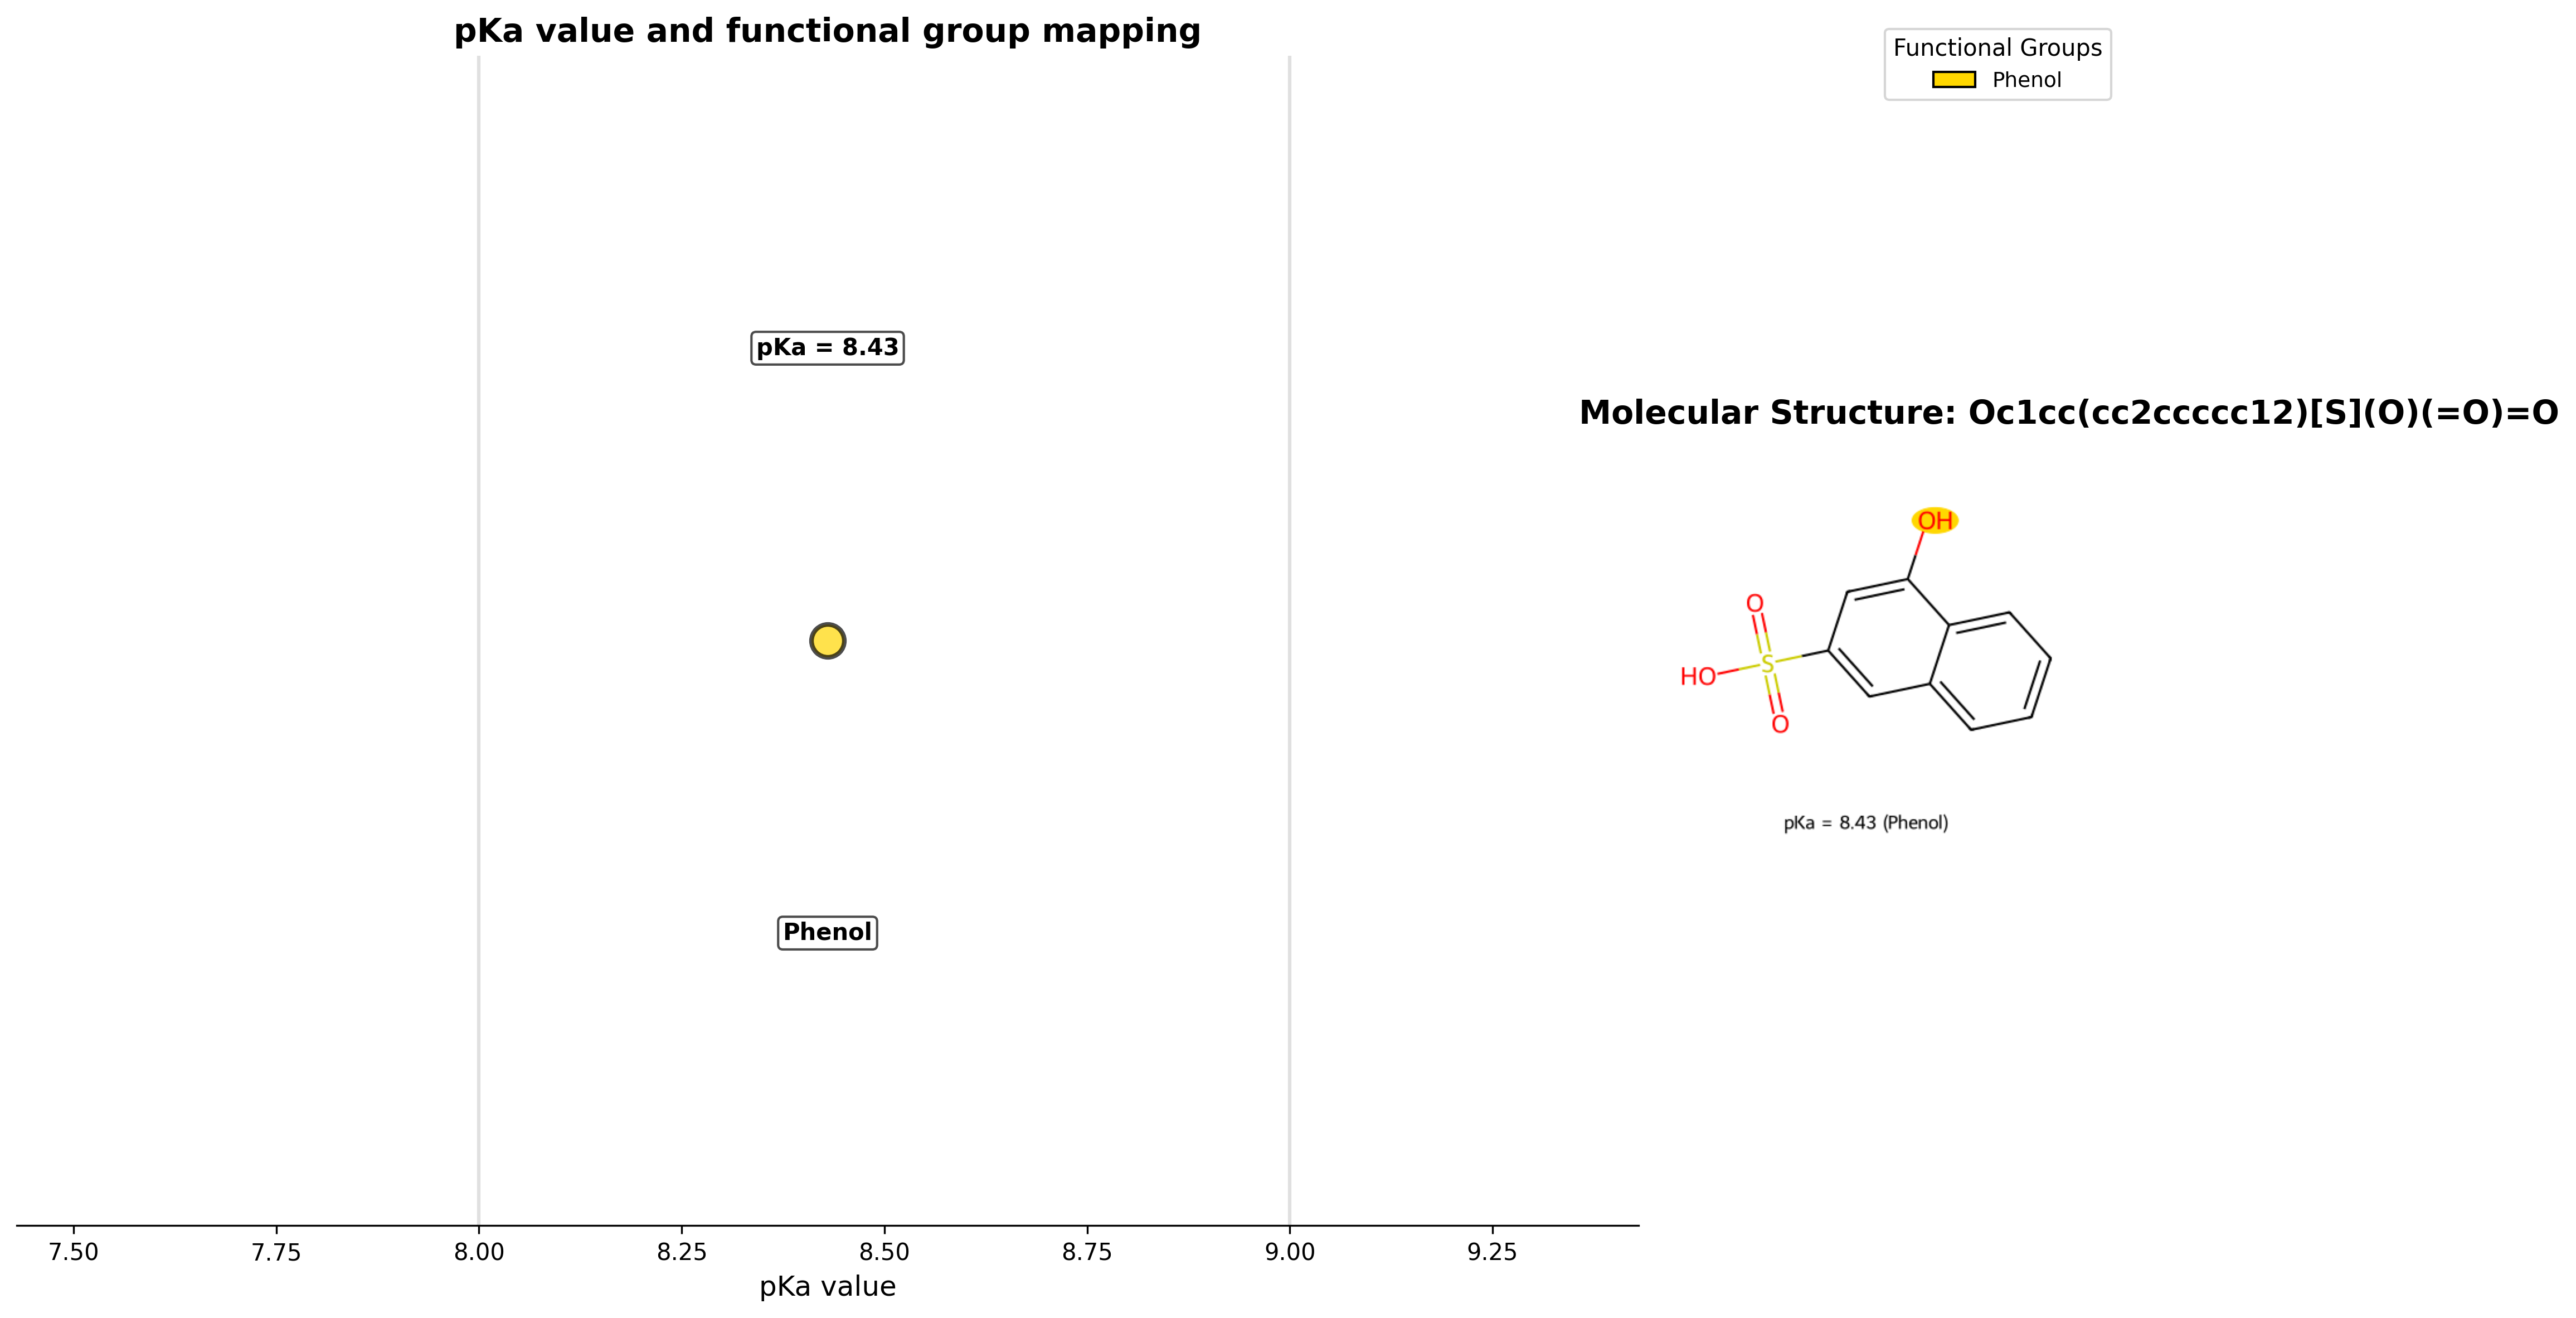 pKa value and functional group mapping
Functional Groups
Phenol
pKa = 8.43
Molecular Structure: Oc1cc(cc2ccccc12)[S](O)(=O)=O
OH
O
S
HO
O
pKa = 8.43 (Phenol)
Phenol
7.50 7.75 8.00 8.25 8.50 8.75 9.00 9.25
pKa value